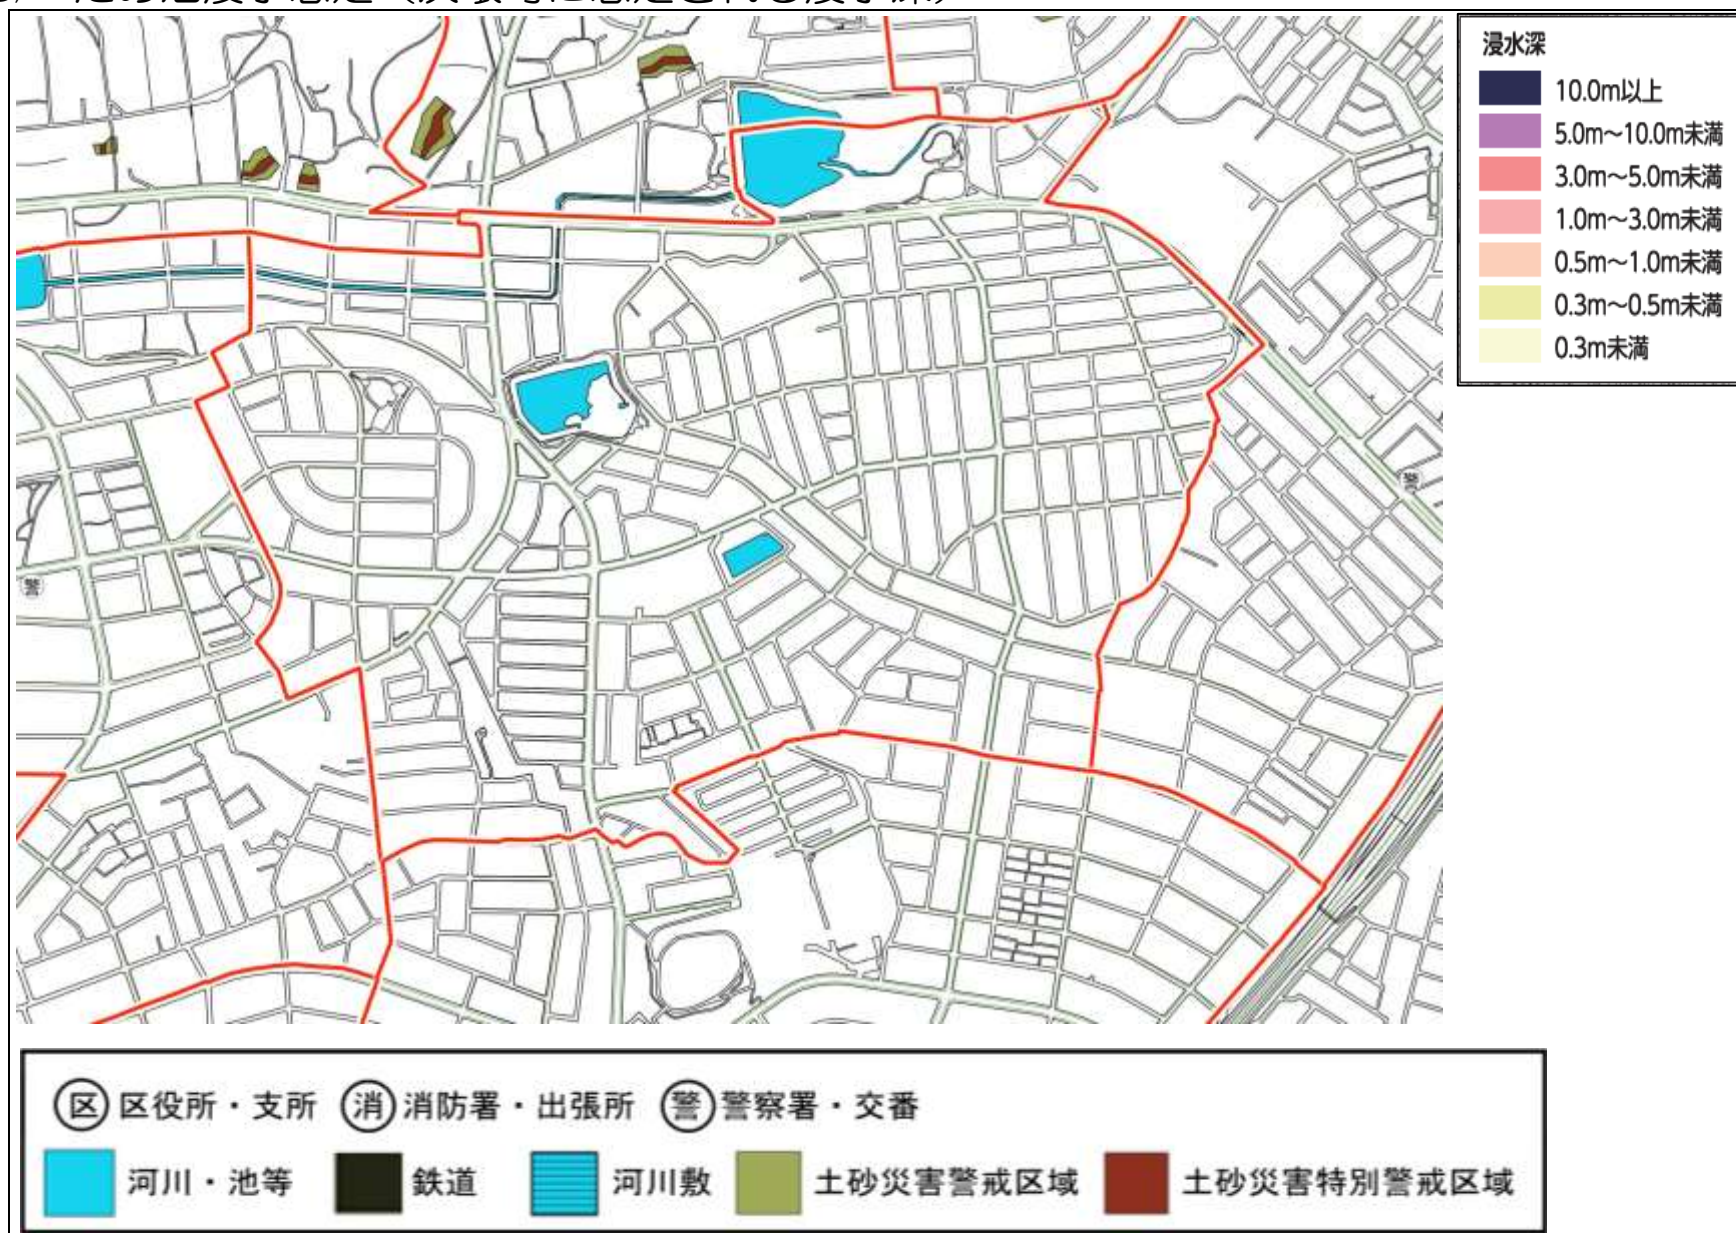 浸水深
10.0m以上
5.0m～10.0m未満
3.0m～5.0m未満
1.0m～3.0m未満
0.5m～1.0m未満
0.3m～0.5m未満
0.3m未満
警
警
区 区役所・支所 消 消防署・出張所 警 警察署・交番
河川・池等 鉄道 河川敷 土砂災害警戒区域 土砂災害特別警戒区域